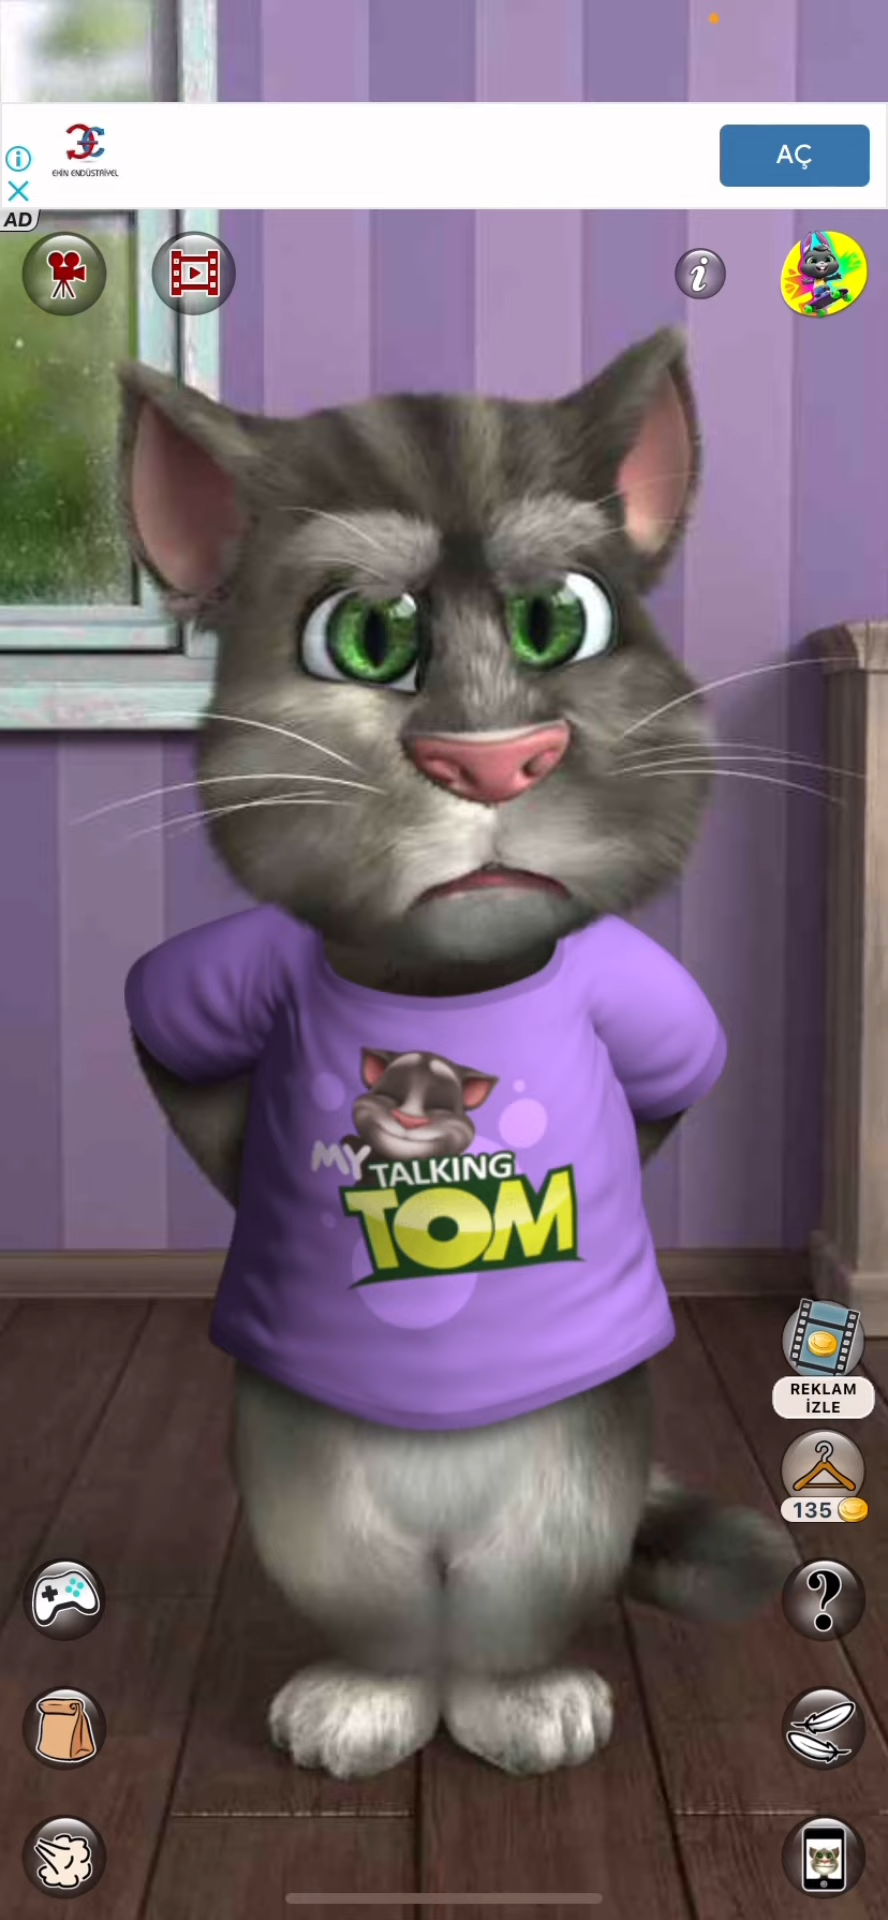 EKİN ENDÜSTRİYEL
AÇ
AD
MY TALKING
TOM
REKLAM
İZLE
135